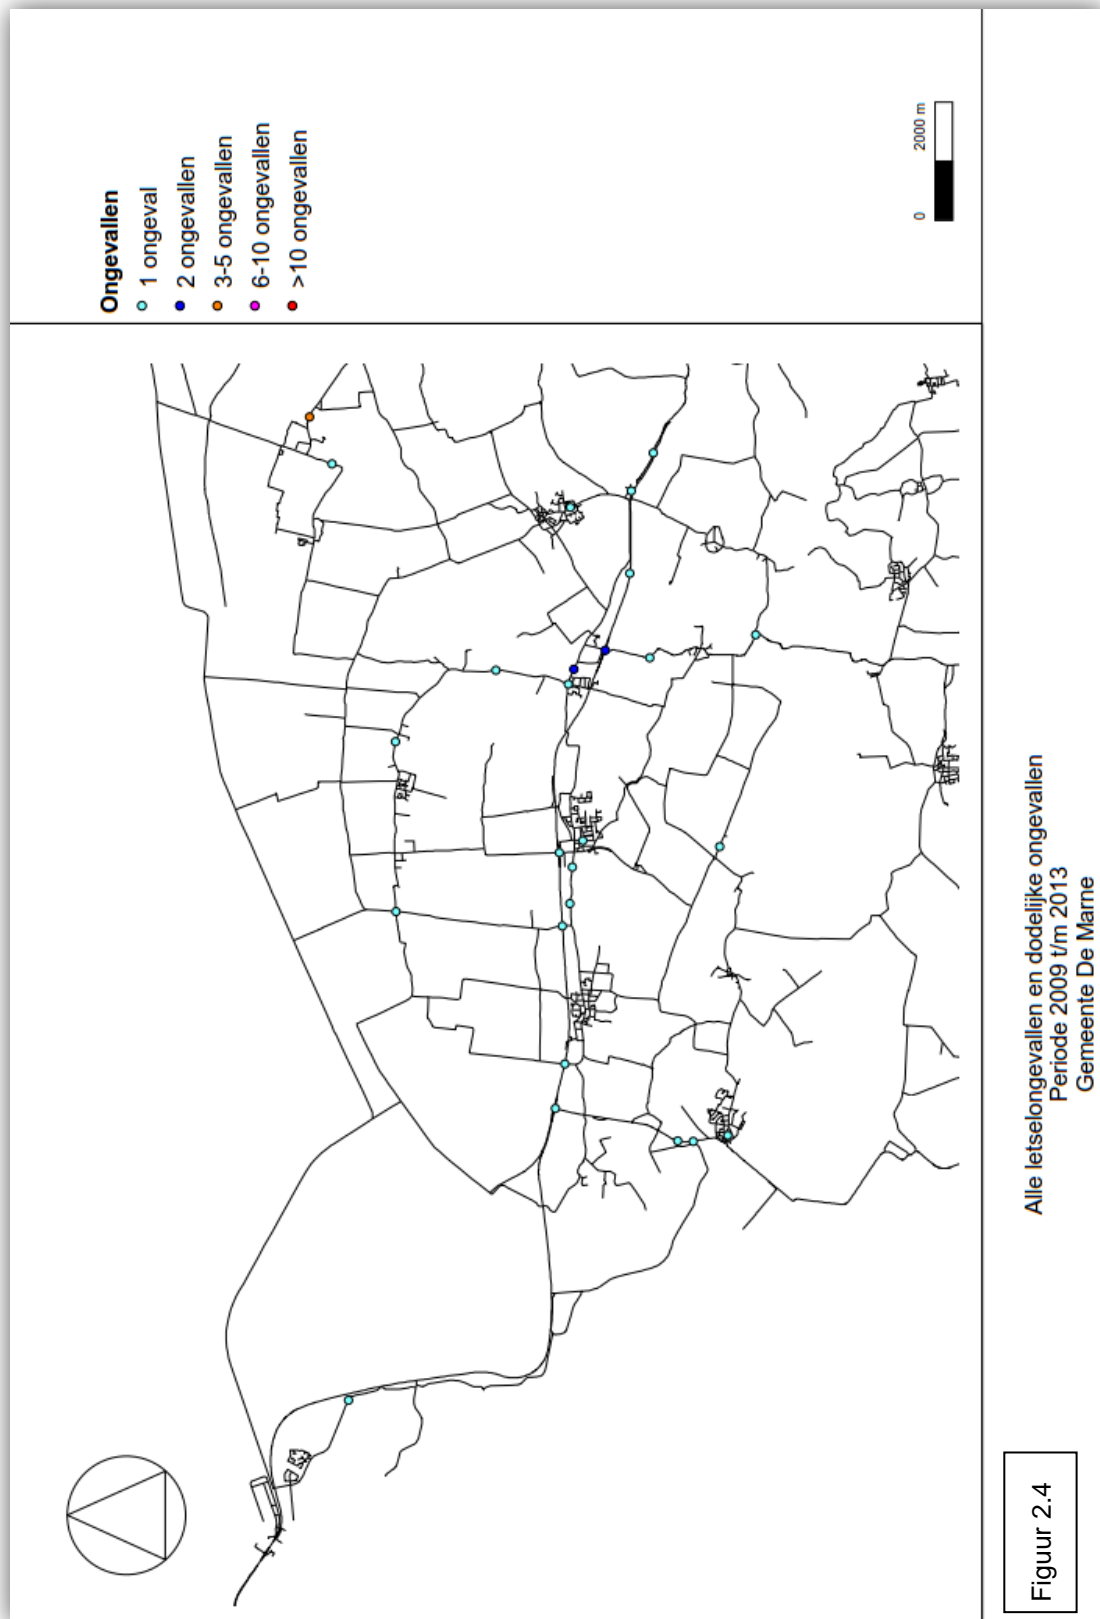 Ongevallen
1 ongeval
2 ongevallen
3-5 ongevallen
6-10 ongevallen
>10 ongevallen
0 2000 m
Alle letselongevallen en dodelijke ongevallen
Periode 2009 t/m 2013
Gemeente De Marne
Figuur 2.4